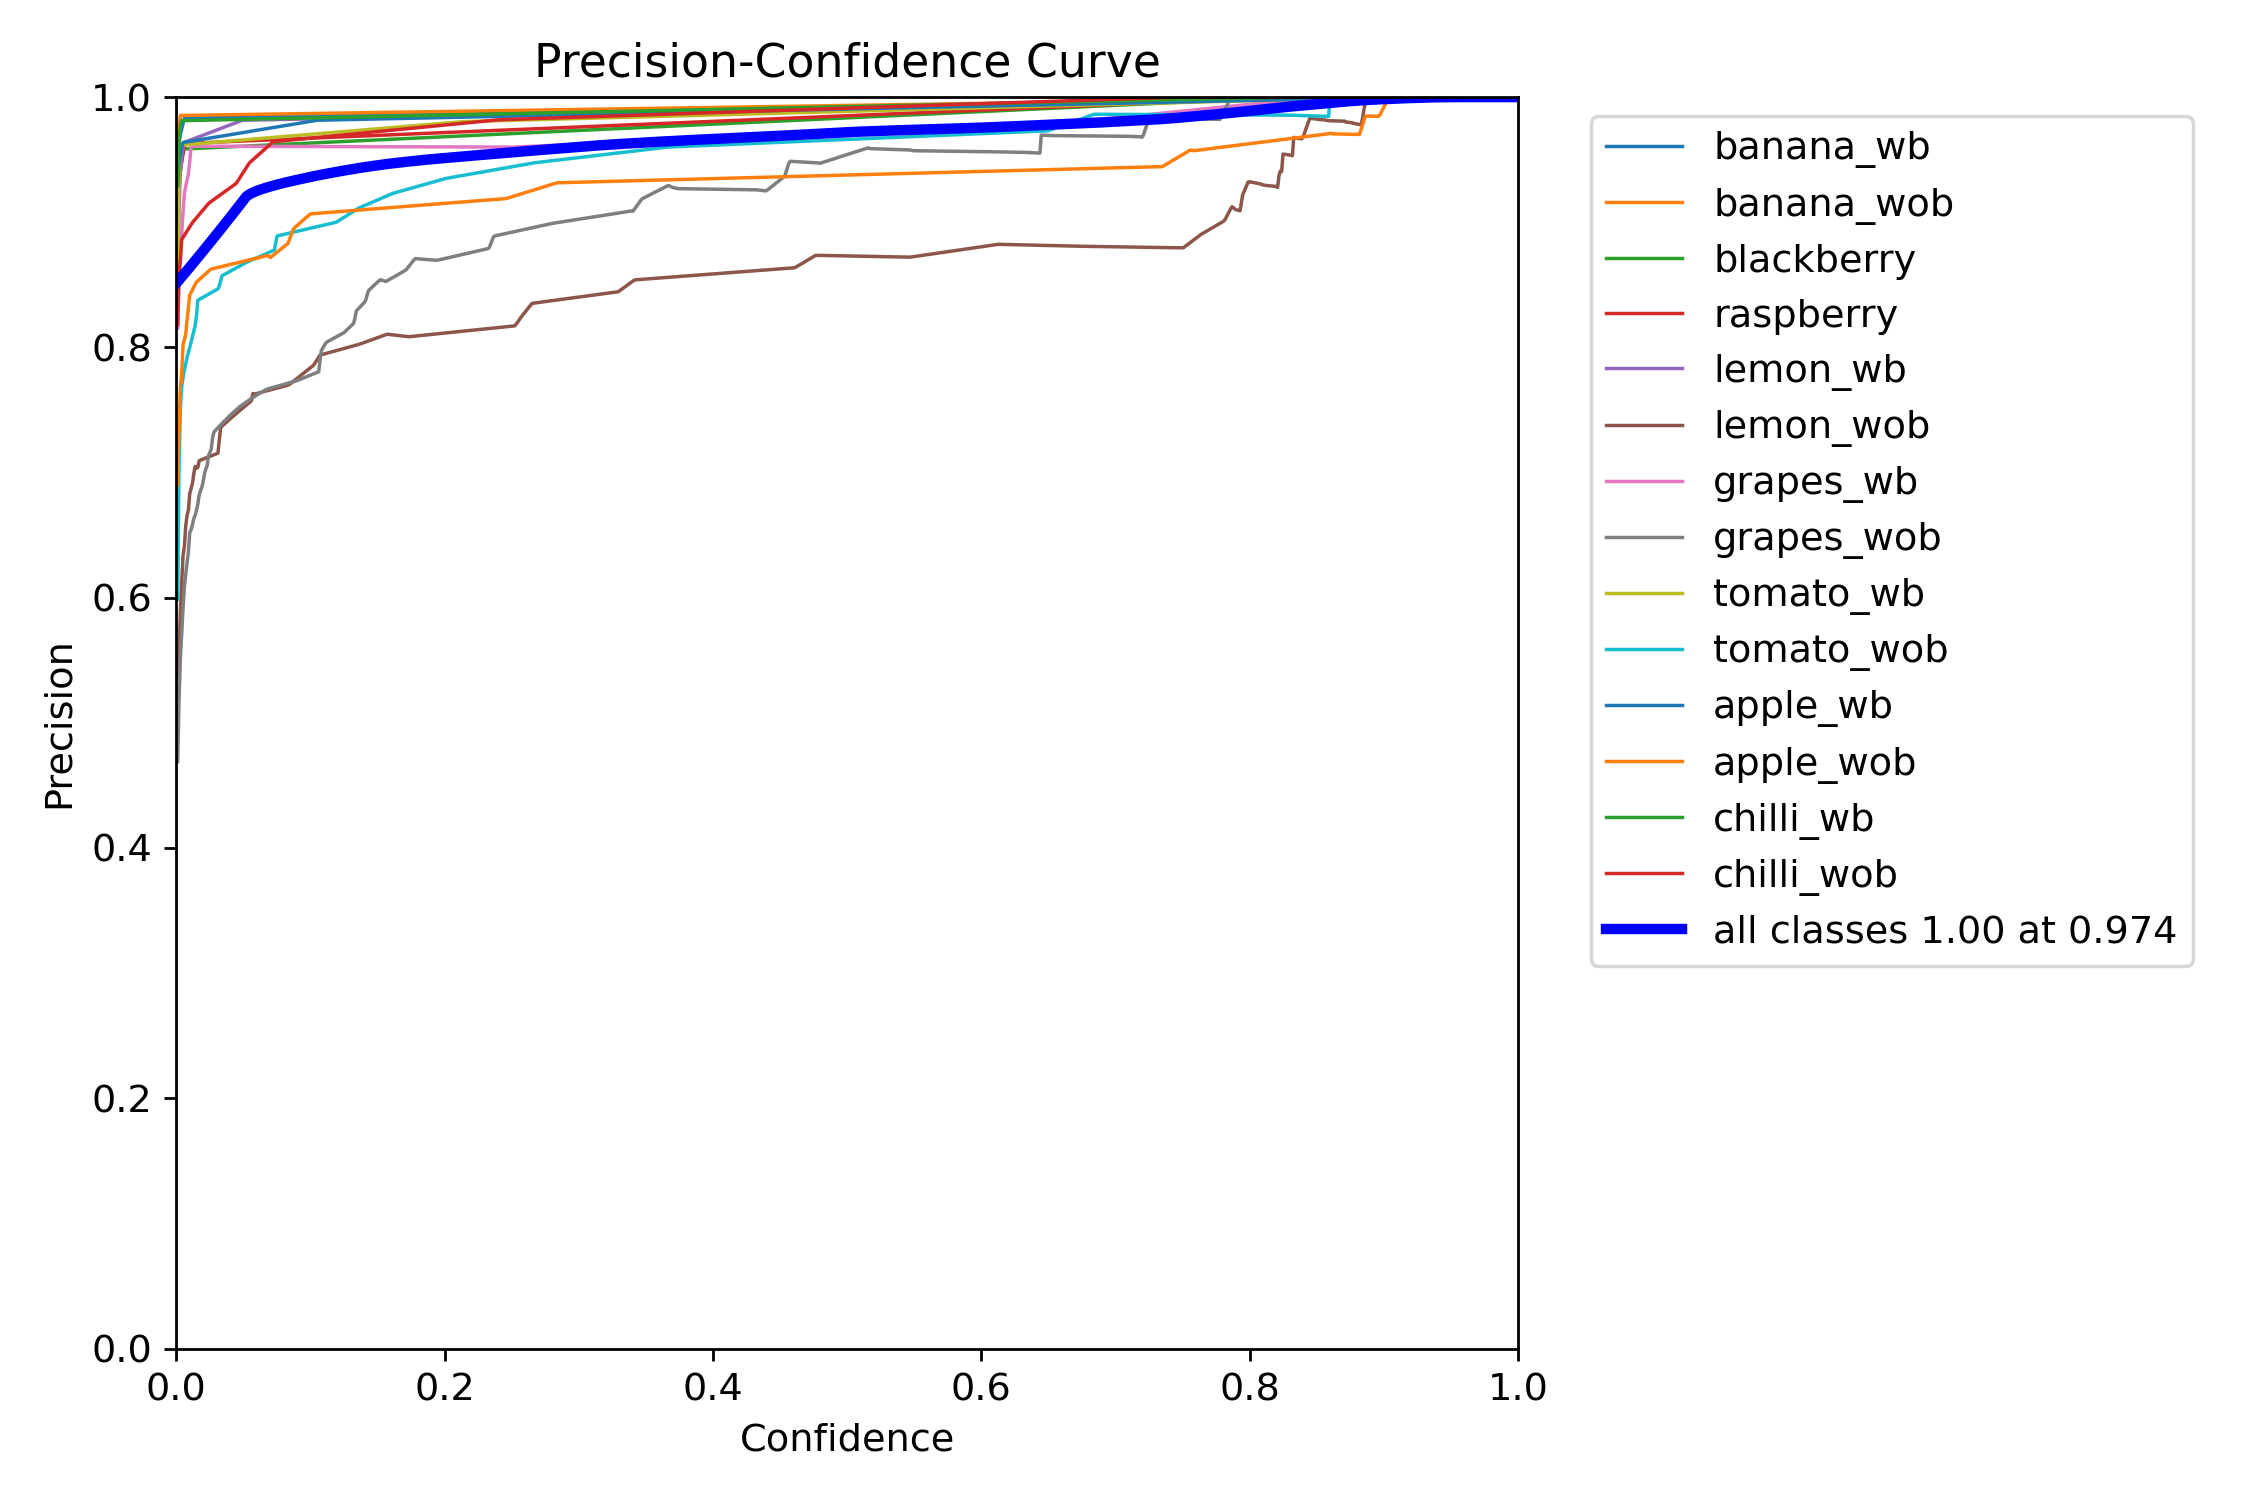 Precision-Confidence Curve
1.0
0.8
0.6
0.4
0.2
0.0
Precision
0.0 0.2 0.4 0.6 0.8 1.0
Confidence
banana_wb
banana_wob
blackberry
raspberry
lemon_wb
lemon_wob
grapes_wb
grapes_wob
tomato_wb
tomato_wob
apple_wb
apple_wob
chilli_wb
chilli_wob
all classes 1.00 at 0.974